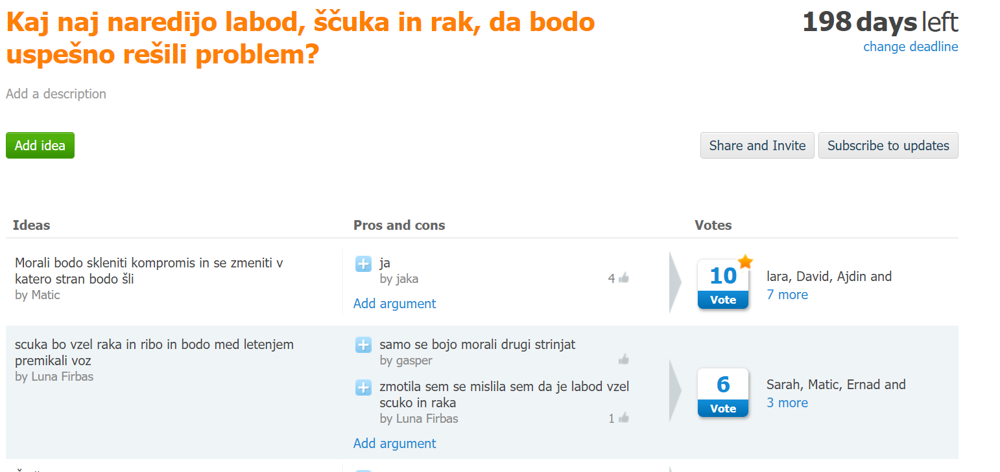 Kaj naj naredijo labod, ščuka in rak, da bodo
uspešno rešili problem?
198 days left
change deadline
Add a description
Add idea
Share and Invite
Subscribe to updates
Ideas
Pros and cons
Votes
Morali bodo skleniti kompromis in se zmeniti v
katero stran bodo šli
by Matic
ja
by jaka
4
Add argument
10
Vote
lara, David, Ajdin and
7 more
scuka bo vzel raka in ribo in bodo med letenjem
premikali voz
by Luna Firbas
samo se bojo morali drugi strinjat
by gasper
zmotila sem se mislila sem da je labod vzel
scuko in raka
by Luna Firbas
1
Add argument
6
Vote
Sarah, Matic, Ernad and
3 more